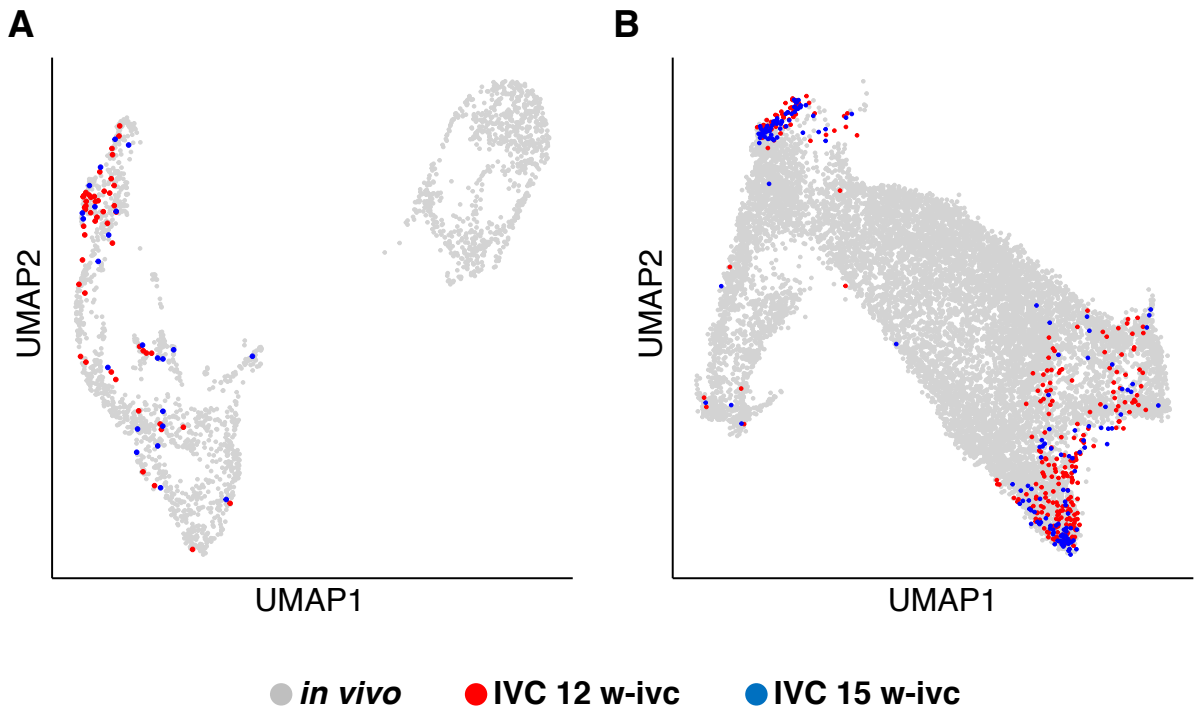 A
B
UMAP2
UMAP2
UMAP1
UMAP1
in vivo
IVC 12 w-ivc
IVC 15 w-ivc